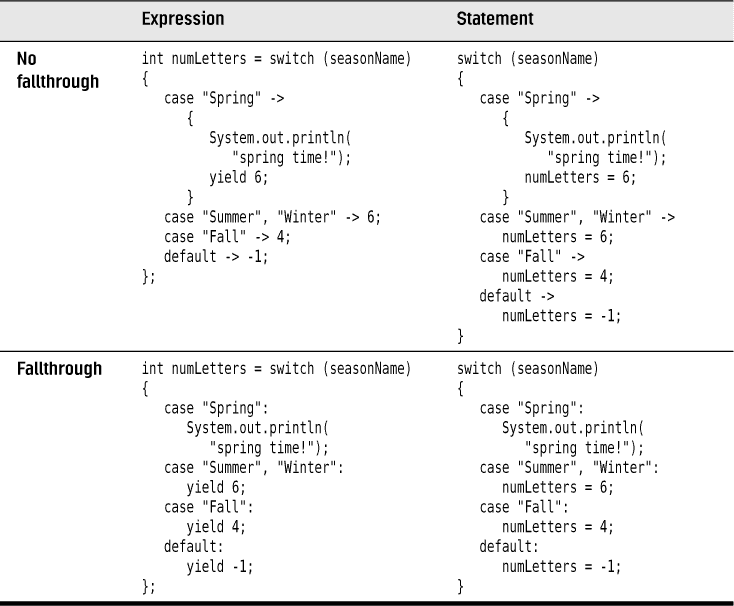 Expression
Statement
No
fallthrough
int numLetters = switch (seasonName)
{
   case "Spring" ->
      {
         System.out.println(
            "spring time!");
         yield 6;
      }
   case "Summer", "Winter" -> 6;
   case "Fall" -> 4;
   default -> -1;
};
switch (seasonName)
{
   case "Spring" ->
      {
         System.out.println(
            "spring time!");
         numLetters = 6;
      }
   case "Summer", "Winter" ->
      numLetters = 6;
   case "Fall" ->
      numLetters = 4;
   default ->
      numLetters = -1;
}
Fallthrough
int numLetters = switch (seasonName)
{
   case "Spring":
      System.out.println(
         "spring time!");
   case "Summer", "Winter":
      yield 6;
   case "Fall":
      yield 4;
   default:
      yield -1;
};
switch (seasonName)
{
   case "Spring":
      System.out.println(
         "spring time!");
   case "Summer", "Winter":
      numLetters = 6;
   case "Fall":
      numLetters = 4;
   default:
      numLetters = -1;
}